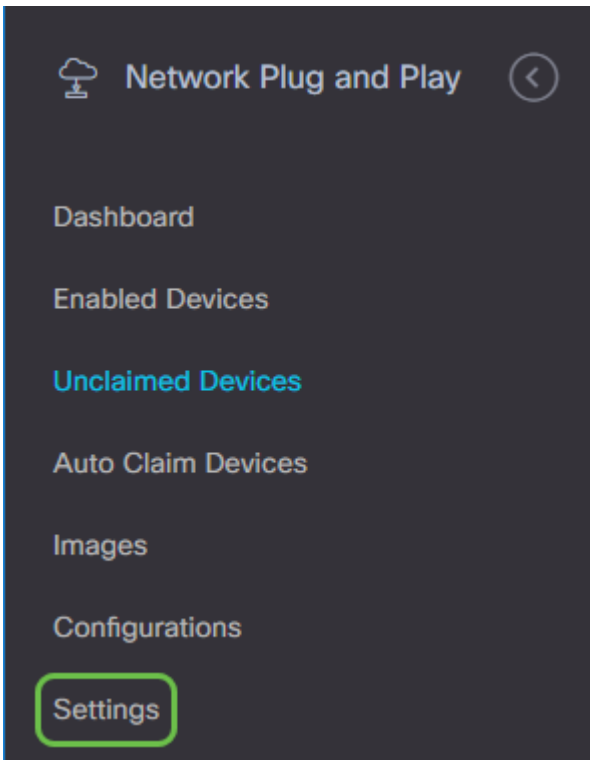 Network Plug and Play
Dashboard
Enabled Devices
Unclaimed Devices
Auto Claim Devices
Images
Configurations
Settings